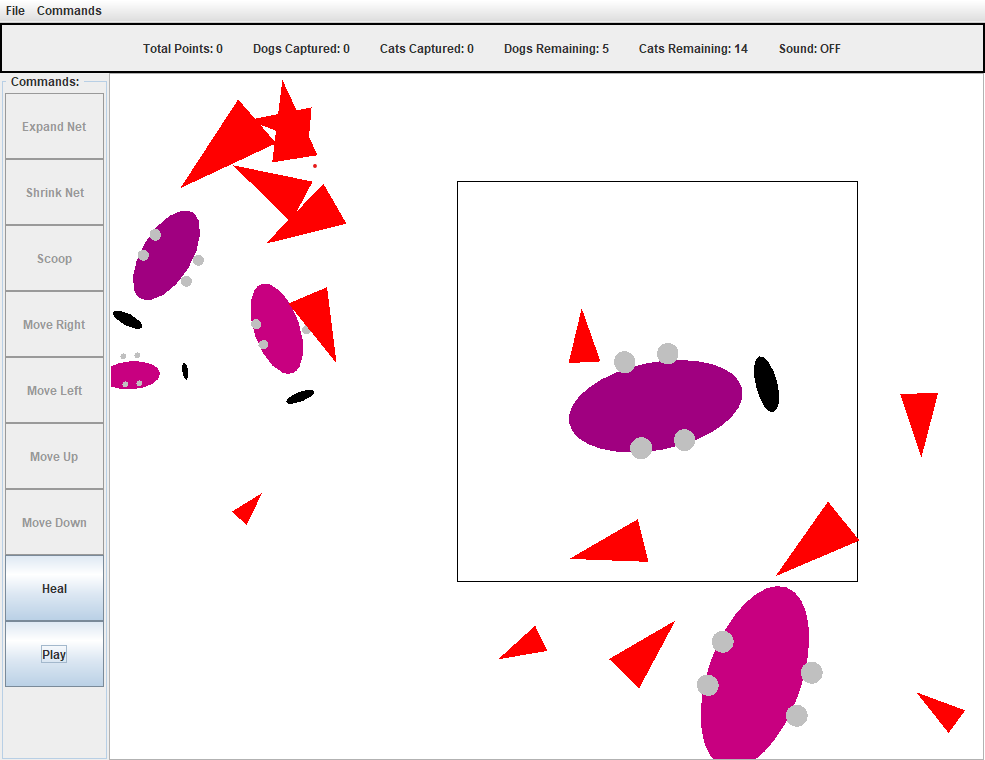 File Commands
Total Points: 0 Dogs Captured: 0 Cats Captured: 0 Dogs Remaining: 5 Cats Remaining: 14 Sound: OFF
Commands:
Expand Net
Shrink Net
Scoop
Move Right
Move Left
Move Up
Move Down
Heal
Play